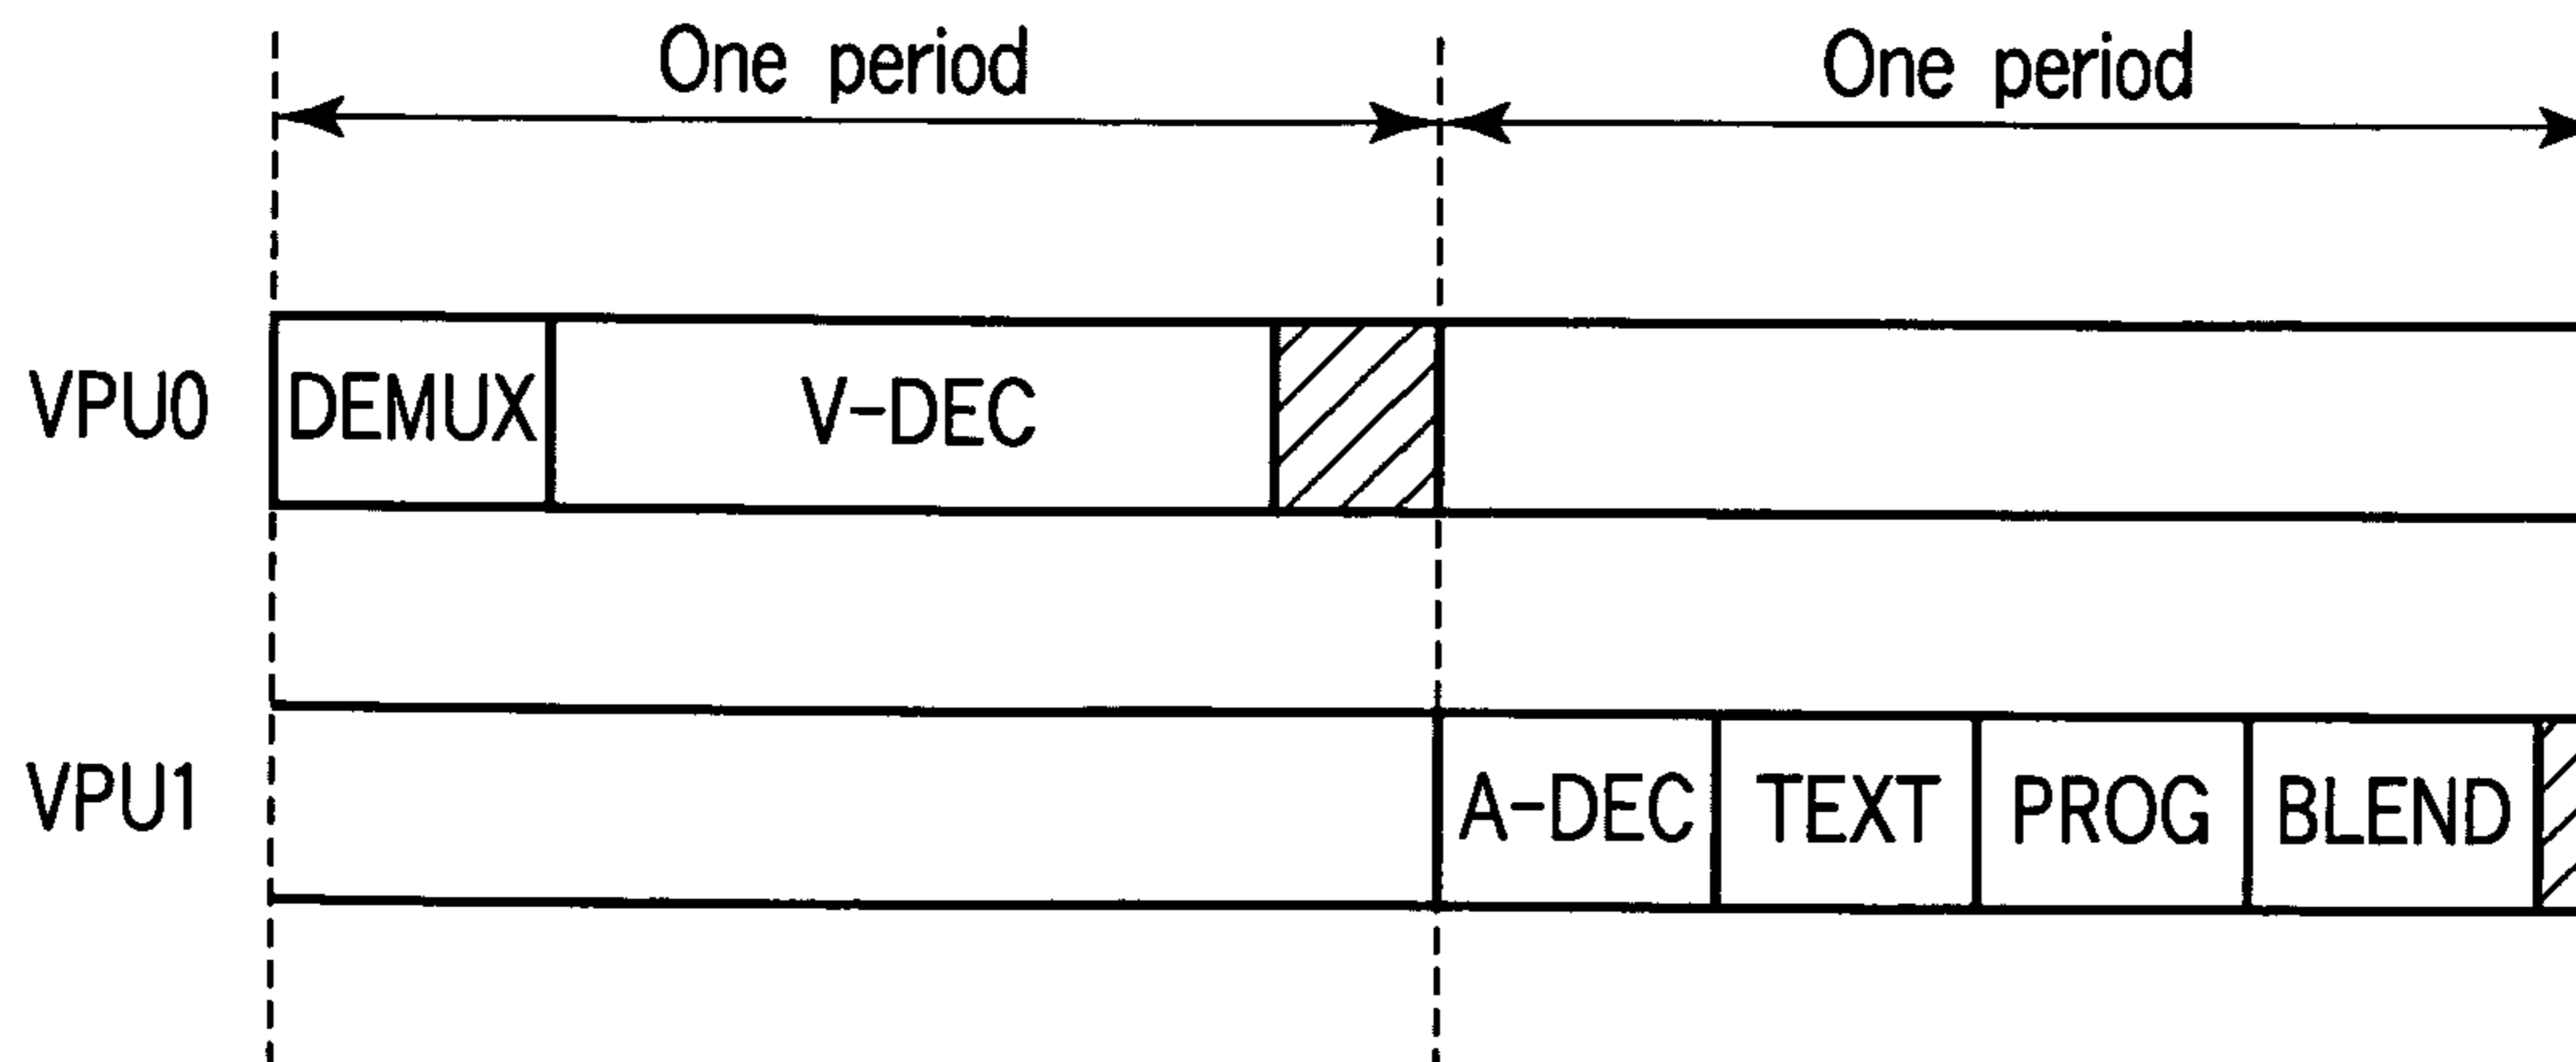 One period One period
VPU0 DEMUX V-DEC
VPU1 A-DEC TEXT PROG BLEND